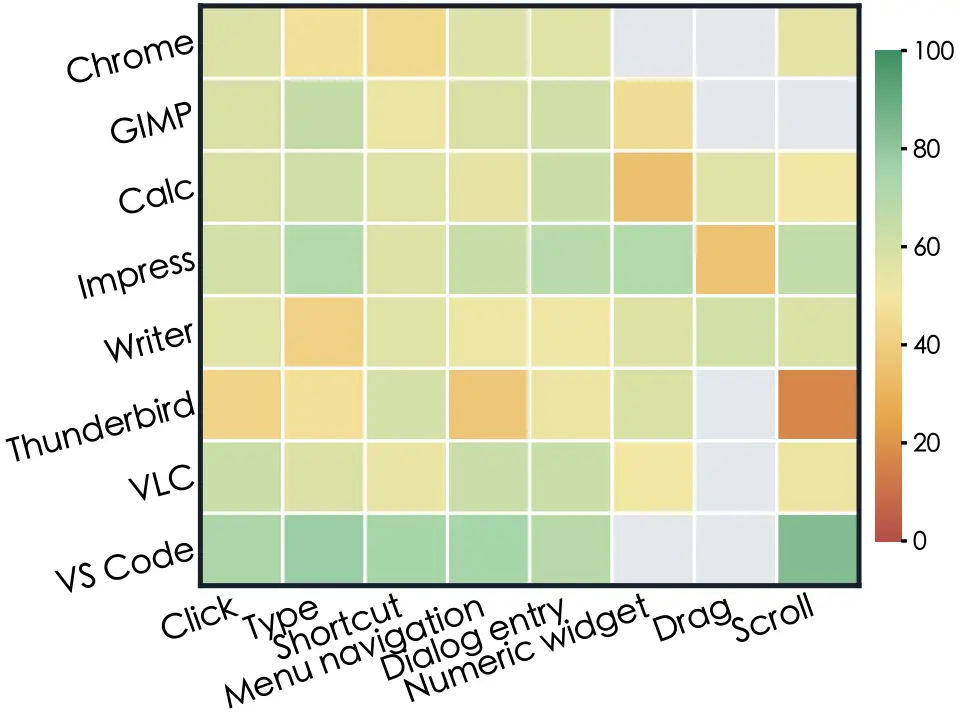 Chrome
GIMP
Calc
Impress
Writer
Thunderbird
VLC
VS Code
Click
Type
Shortcut
Menu navigation
Dialog entry
Numeric widget
Drag
Scroll
100
80
60
40
20
0